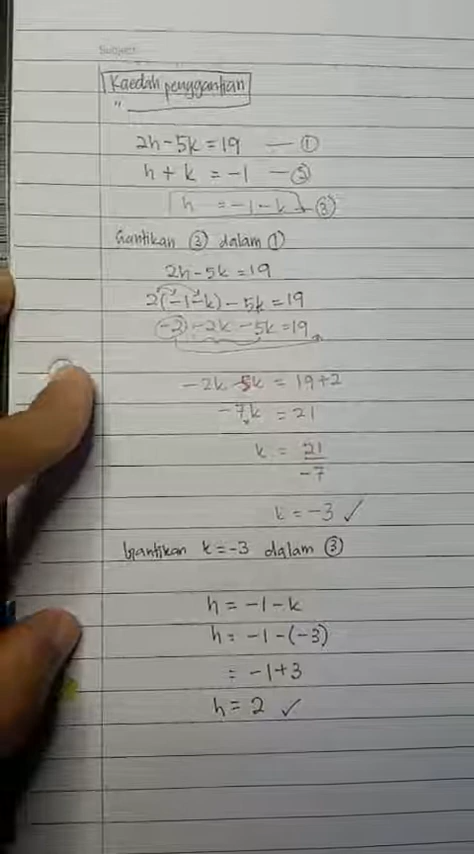 Subject:
Kaedah penggantian
"
2h - 5k = 19 — ①
h + k = -1 — ②
h = -1 - k → ③
Gantikan ③ dalam ①
2h - 5k = 19
2(-1 - k) - 5k = 19
-2 - 2k - 5k = 19
-2k - 5k = 19 + 2
-7k = 21
k = 21
-7
k = -3 ✓
Gantikan k = -3 dalam ③
h = -1 - k
h = -1 - (-3)
= -1 + 3
h = 2 ✓